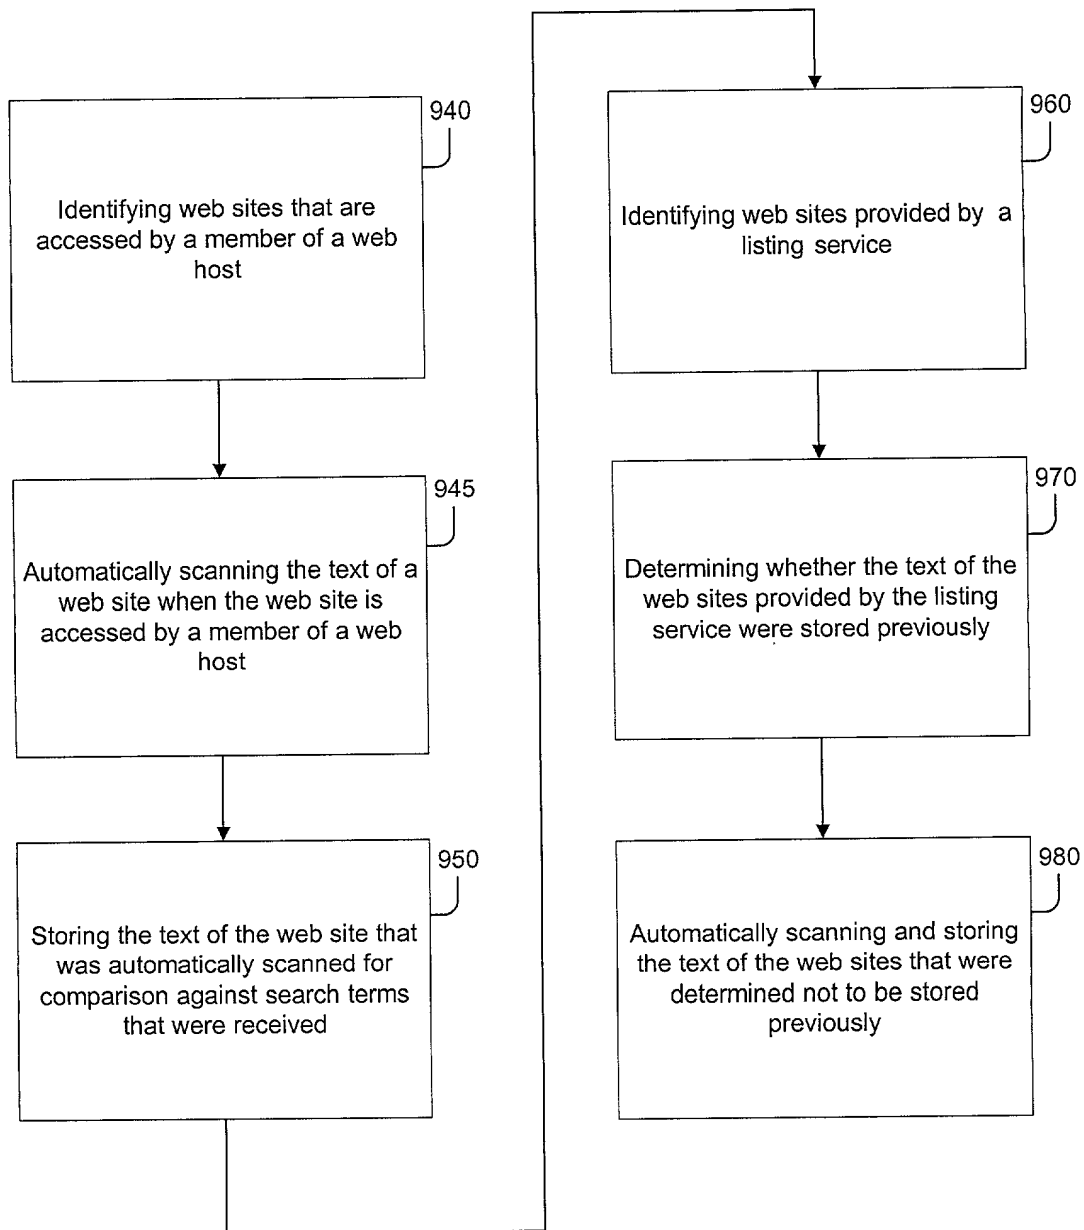 940
Identifying web sites that are
accessed by a member of a web
host
945
Automatically scanning the text of a
web site when the web site is
accessed by a member of a web
host
950
Storing the text of the web site that
was automatically scanned for
comparison against search terms
that were received
960
Identifying web sites provided by a
listing service
970
Determining whether the text of the
web sites provided by the listing
service were stored previously
980
Automatically scanning and storing
the text of the web sites that were
determined not to be stored
previously